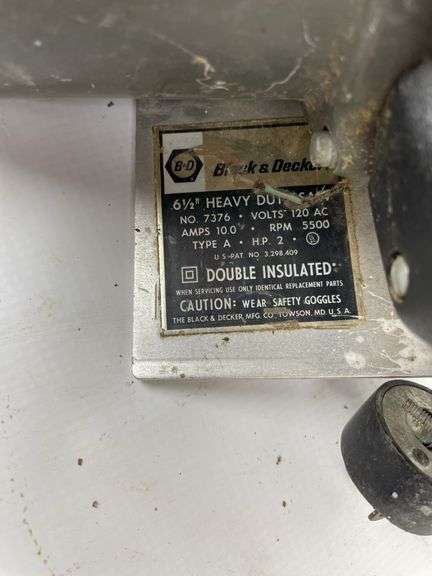 B&D Black & Decker
6½" HEAVY DUTY SAW
NO. 7376 • VOLTS 120 AC
AMPS 10.0 • RPM 5500
TYPE A • H.P. 2 •
U S - PAT NO 3.298.409
DOUBLE INSULATED
WHEN SERVICING USE ONLY IDENTICAL REPLACEMENT PARTS
CAUTION: WEAR SAFETY GOGGLES
THE BLACK & DECKER MFG. CO., TOWSON, MD U.S.A.